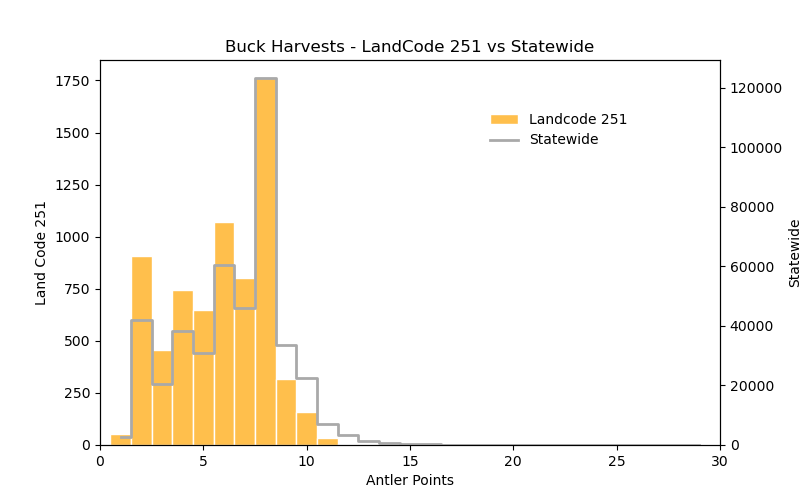 Buck Harvests - LandCode 251 vs Statewide
1750
1500
1250
1000
750
500
250
0
Land Code 251
120000
100000
80000
60000
40000
20000
0
Statewide
Landcode 251
Statewide
0 5 10 15 20 25 30
Antler Points